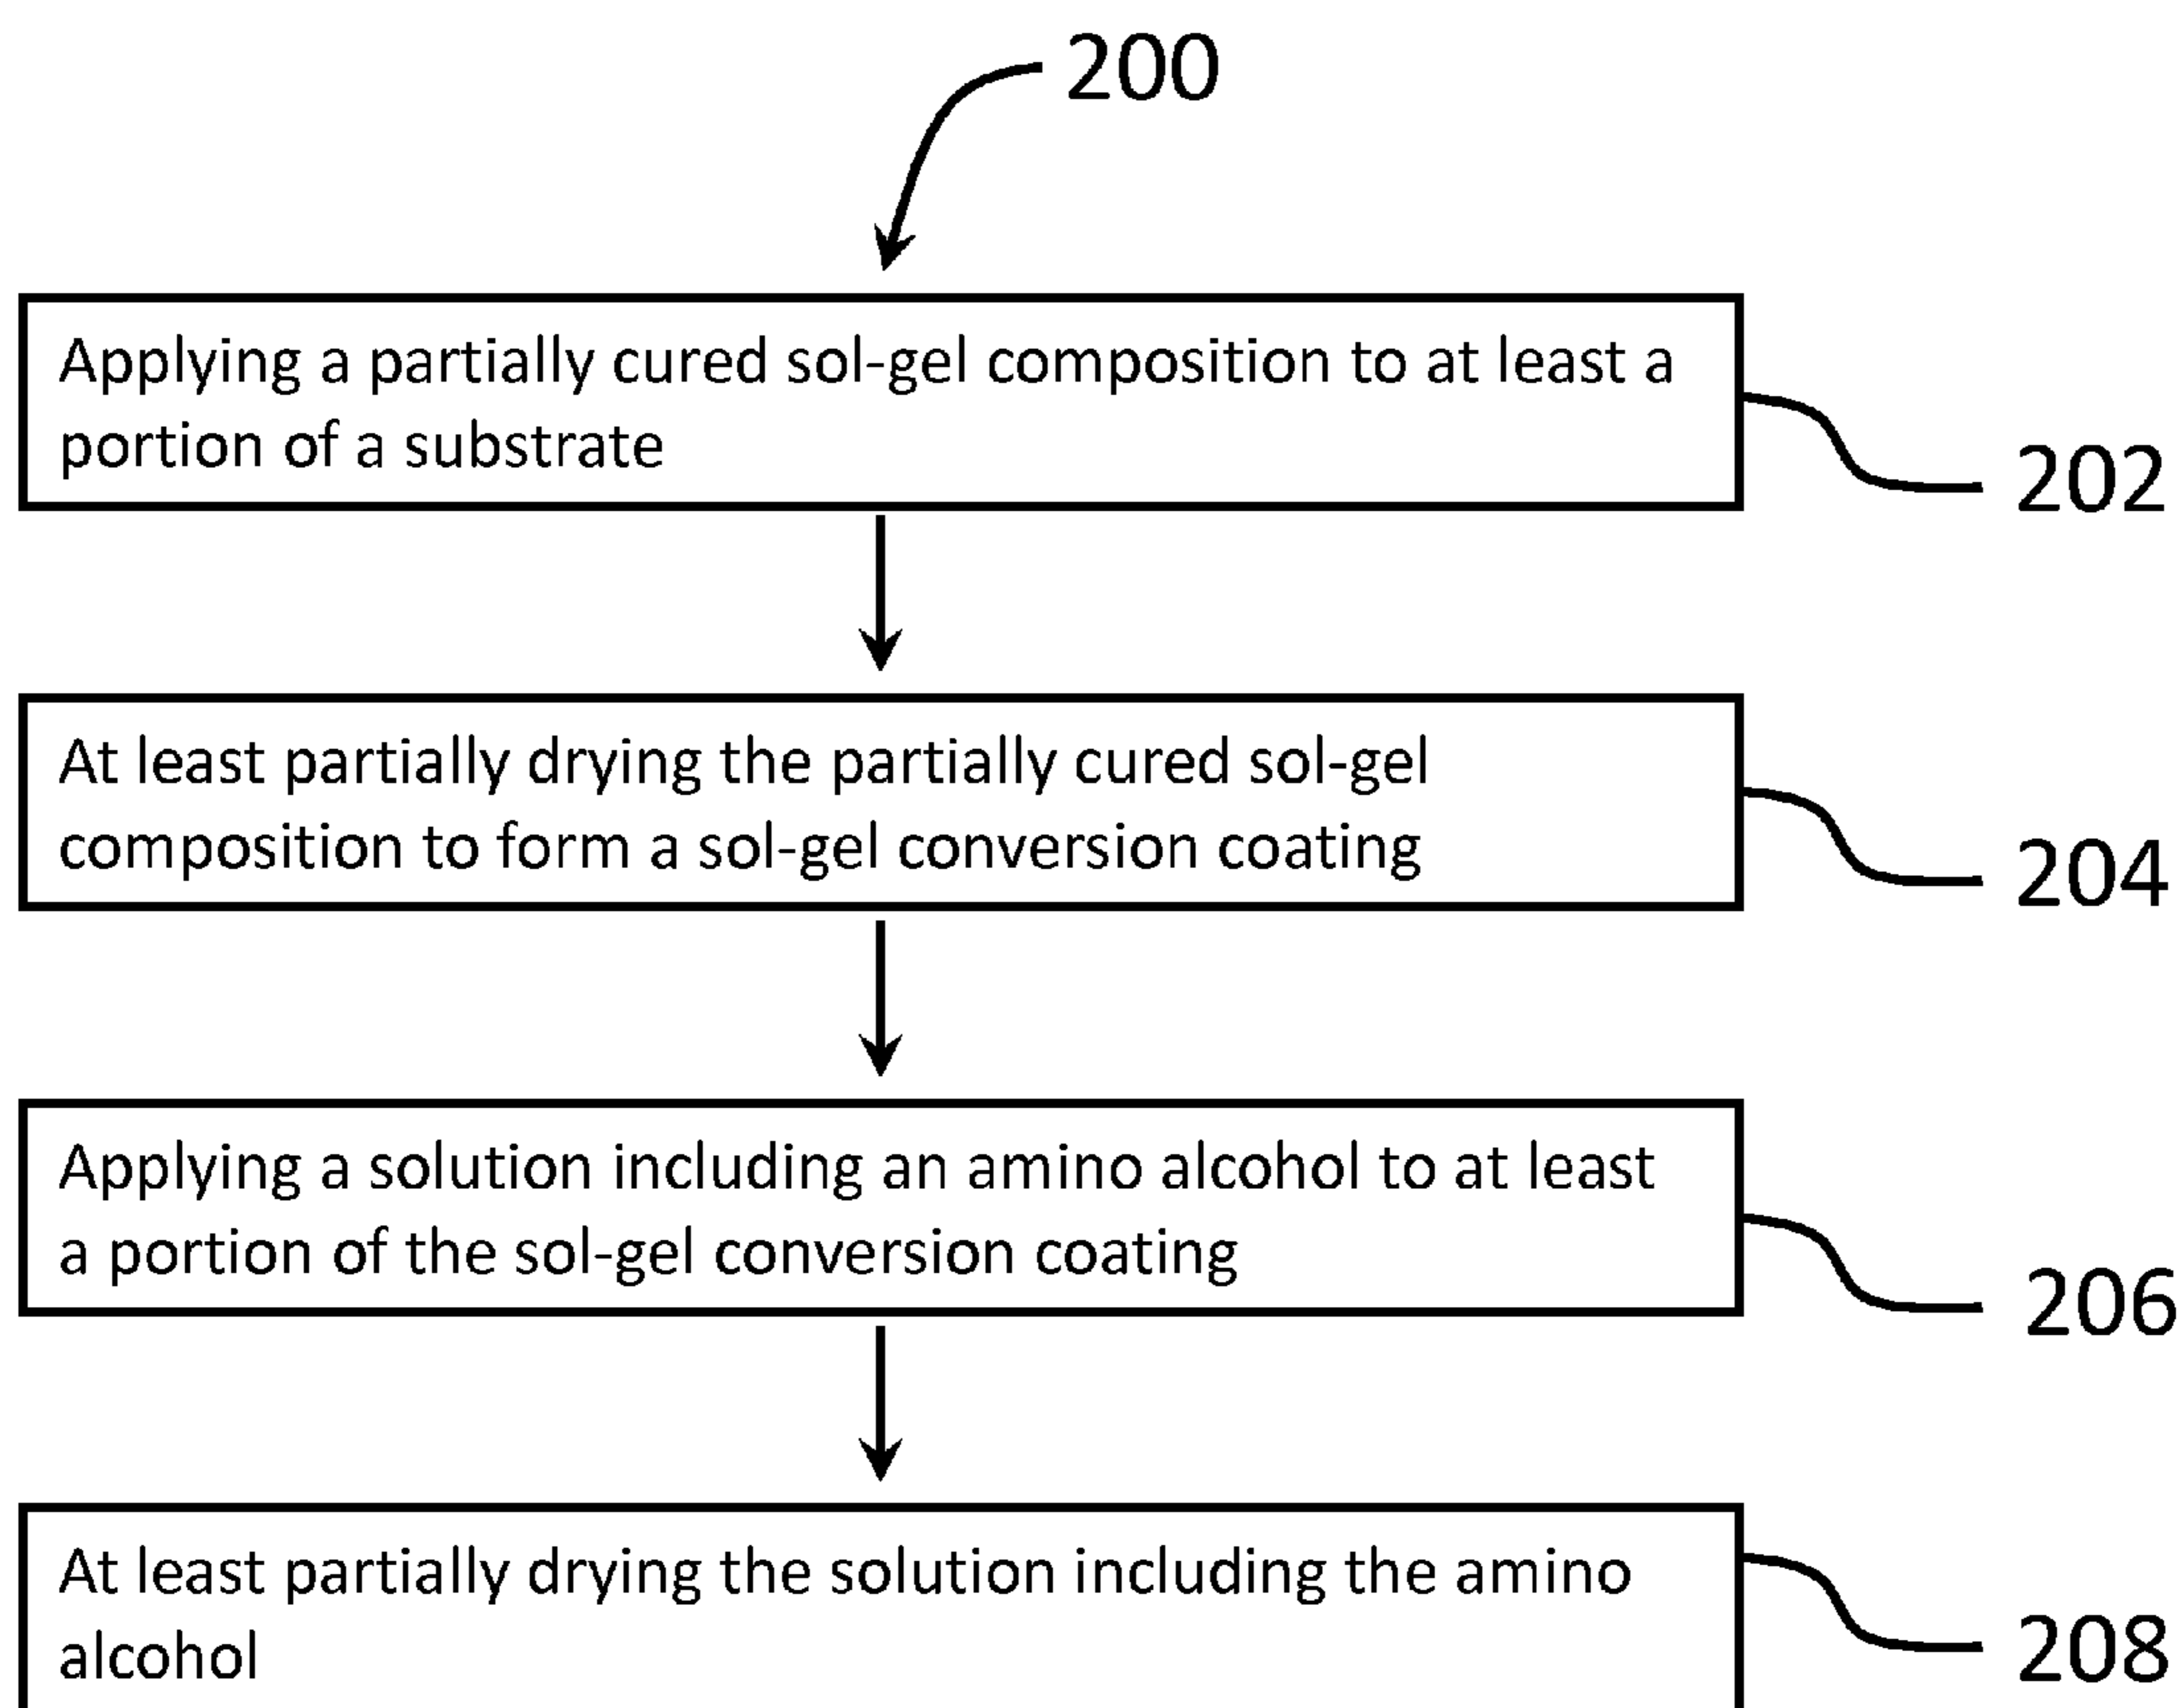 200
Applying a partially cured sol-gel composition to at least a
portion of a substrate
202
At least partially drying the partially cured sol-gel
composition to form a sol-gel conversion coating
204
Applying a solution including an amino alcohol to at least
a portion of the sol-gel conversion coating
206
At least partially drying the solution including the amino
alcohol
208